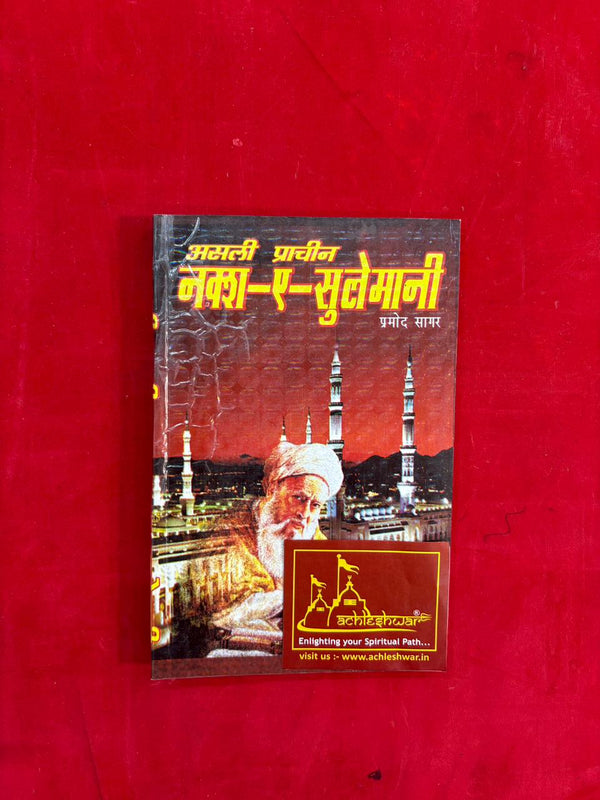 असली प्राचीन
नक्श-ए-सुलेमानी
प्रमोद सागर
achleshwar®
Enlighting your Spiritual Path...
visit us :- www.achleshwar.in